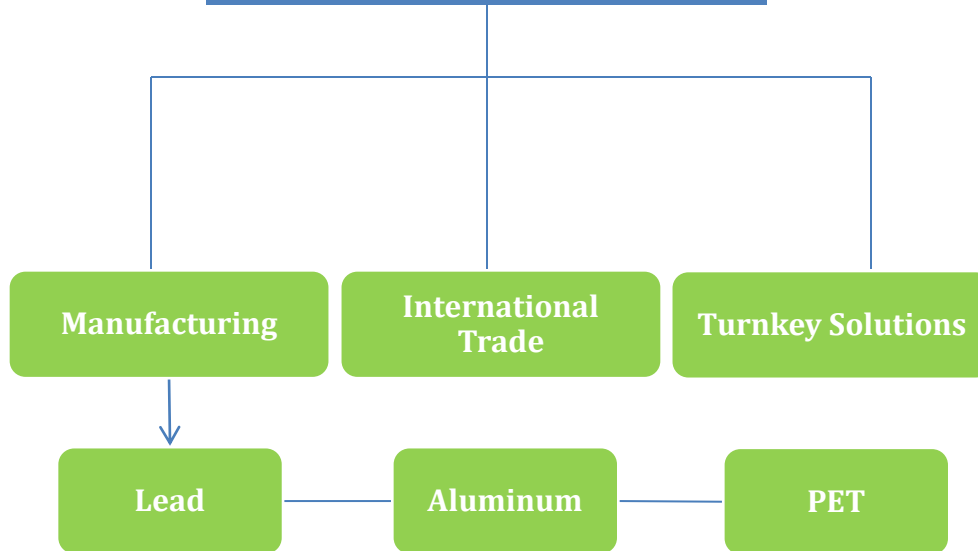 Manufacturing
International
Trade
Turnkey Solutions
Lead
Aluminum
PET